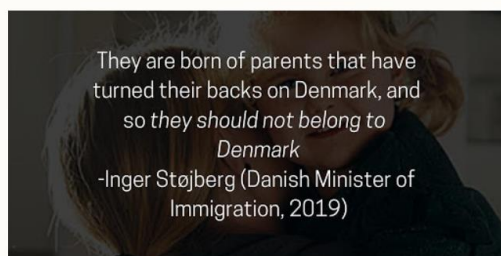 They are born of parents that have
turned their backs on Denmark, and
so they should not belong to
Denmark
-Inger Støjberg (Danish Minister of
Immigration, 2019)